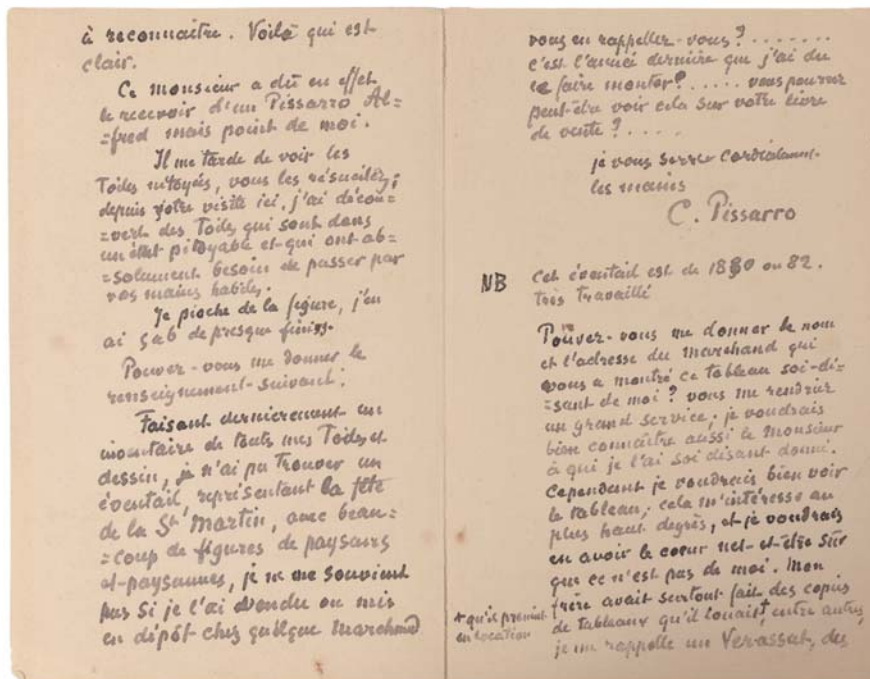 à reconnaître. Voilà qui est
clair.
Ce monsieur a dû en effet
le recevoir d'un Pissarro Al=
=fred mais point de moi.
Il me tarde de voir les
Toiles nétoyées, vous les résucitez;
depuis votre visite ici. j'ai décou=
=vert des Toiles qui sont dans
un état pitoyable et qui ont ab=
=solument besoin de passer par
vos mains habiles.
Je pioche de la figure, j'en
ai 5 à 6 de presque finies.
Pouvez-vous me donner le
renseignement suivant:
Faisant dernièrement un
inventaire de touts mes Toiles et
dessin, je n'ai pu trouver un
éventail, représentant la fête
de la St Martin, avec beau=
=coup de figures de paysans
et paysannes, je ne me souvient
pas si je l'ai vendu ou mis
en dépôt chez quelque marchand
vous en rappellez-vous? ........
c'est l'année dernière que j'ai du
le faire monter? ..... vous pourrez
peut-être voir cela sur votre livre
de vente? .....
je vous serre cordialement
les mains
C. Pissarro
NB Cet éventail est de 1880 ou 82.
Très Travaillé
Pouvez-vous me donner le nom
et l'adresse du marchand qui
vous a montré ce tableau soi-di=
=sant de moi? vous me rendriez
un grand service; je voudrais
bien connaître aussi le Monsieur
à qui je l'ai soi disant donné.
Cependant je voudrais bien voir
le tableau; cela m'intéresse au
plus haut degrès, et je voudrais
en avoir le cœur net et être sûr
que ce n'est pas de moi. Mon
frère avait surtout fait des copies
de tableaux qu'il louait+, entre autres,
je me rappelle un Verassat, des
+ qu'il prenait
en location